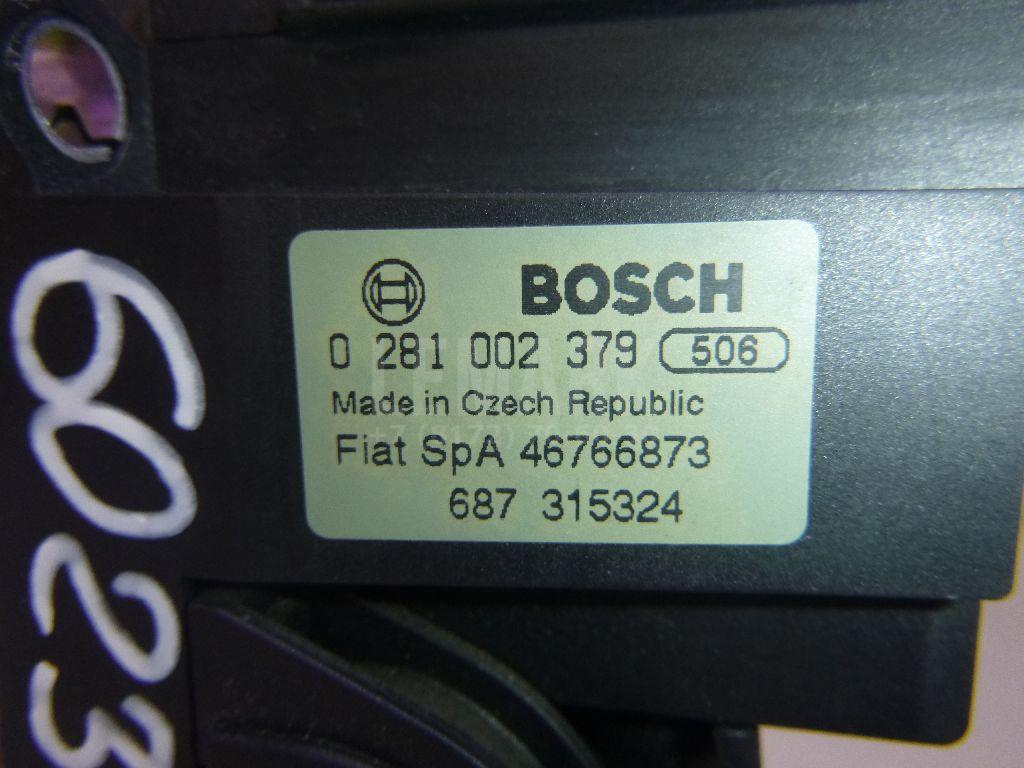 BOSCH
0 281 002 379 506
Made in Czech Republic
Fiat SpA 46766873
687 315324
6023